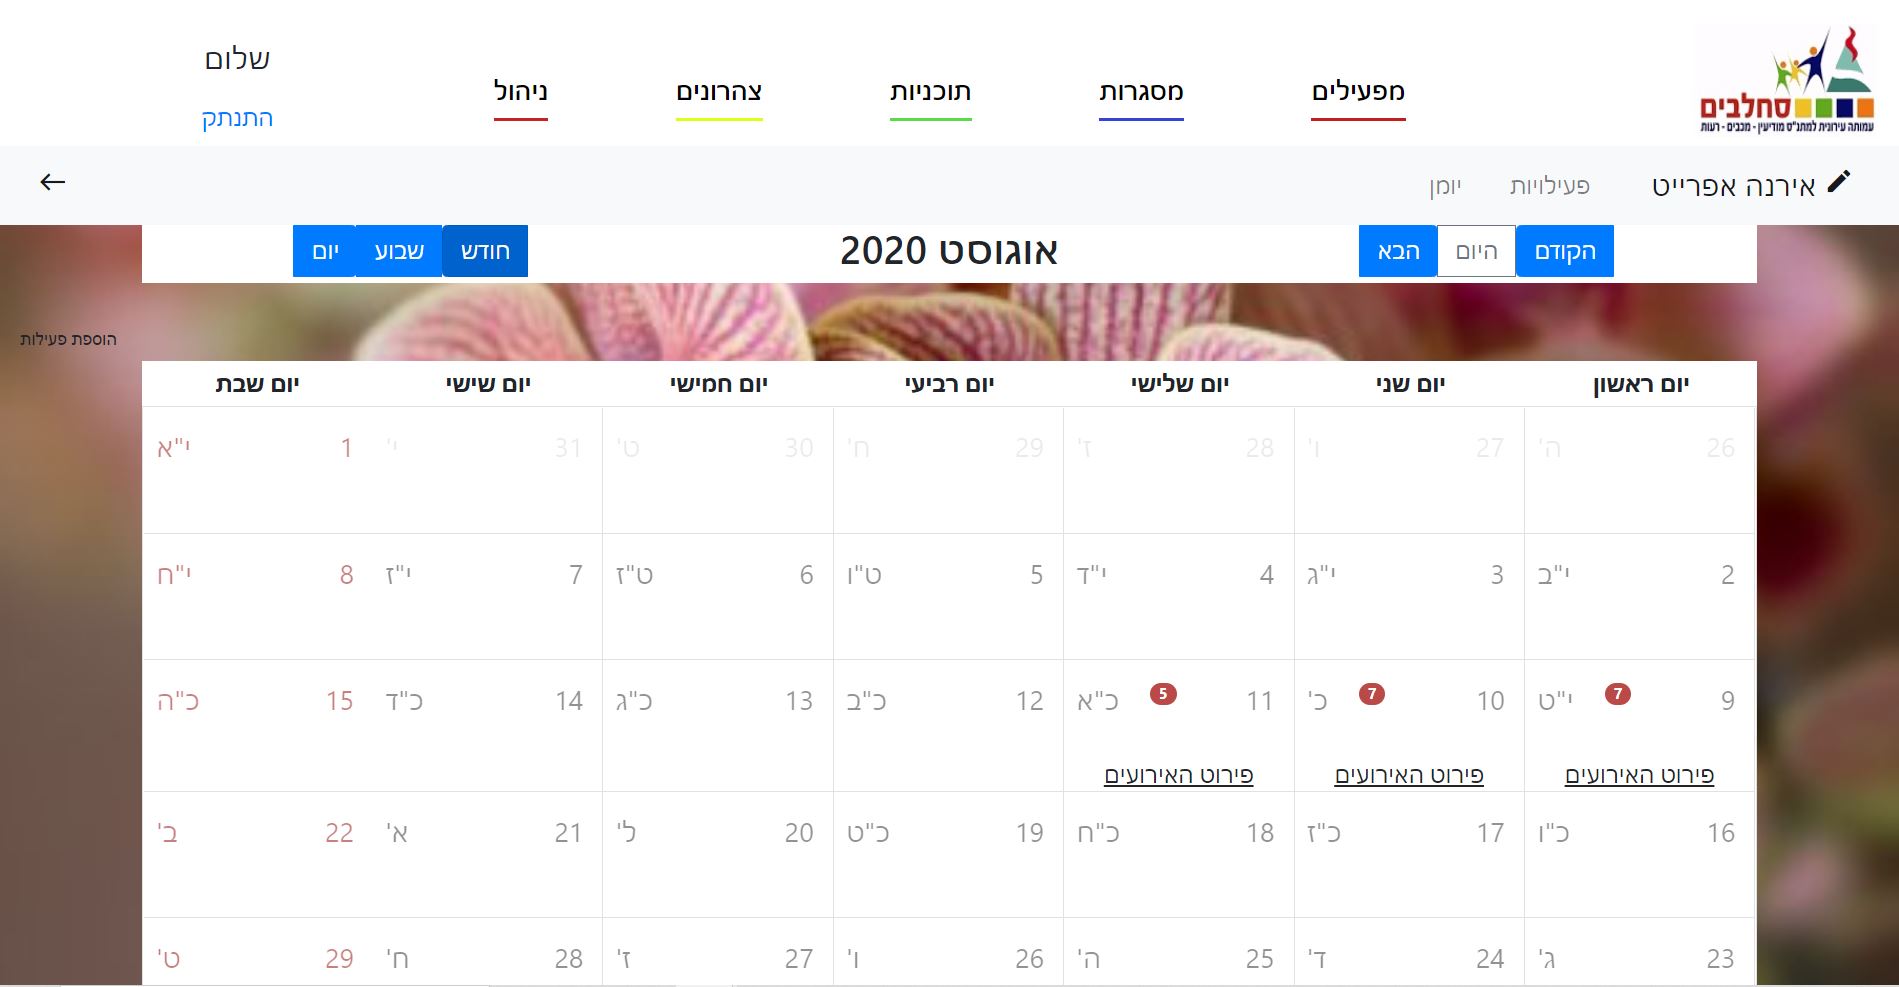 סחלבים
עמותה עירונית למתנ"ס מודיעין - מכבים - רעות
מפעילים
מסגרות
תוכניות
צהרונים
ניהול
שלום
התנתק
אירנה אפרייט
פעילויות
יומן
הקודם
היום
הבא
אוגוסט 2020
חודש
שבוע
יום
הוספת פעילות
יום ראשון יום שני יום שלישי יום רביעי יום חמישי יום שישי יום שבת
26 ה' 27 ו' 28 ז' 29 ח' 30 ט' 31 י' 1 י"א
2 י"ב 3 י"ג 4 י"ד 5 ט"ו 6 ט"ז 7 י"ז 8 י"ח
9 7 י"ט 10 7 כ' 11 5 כ"א 12 כ"ב 13 כ"ג 14 כ"ד 15 כ"ה
פירוט האירועים פירוט האירועים פירוט האירועים
16 כ"ו 17 כ"ז 18 כ"ח 19 כ"ט 20 ל' 21 א' 22 ב'
23 ג' 24 ד' 25 ה' 26 ו' 27 ז' 28 ח' 29 ט'